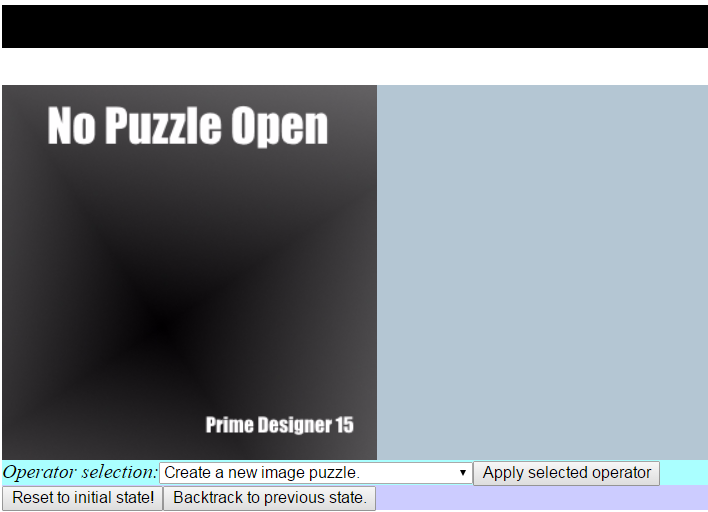 No Puzzle Open
Prime Designer 15
Operator selection: Create a new image puzzle. Apply selected operator
Reset to initial state! Backtrack to previous state.